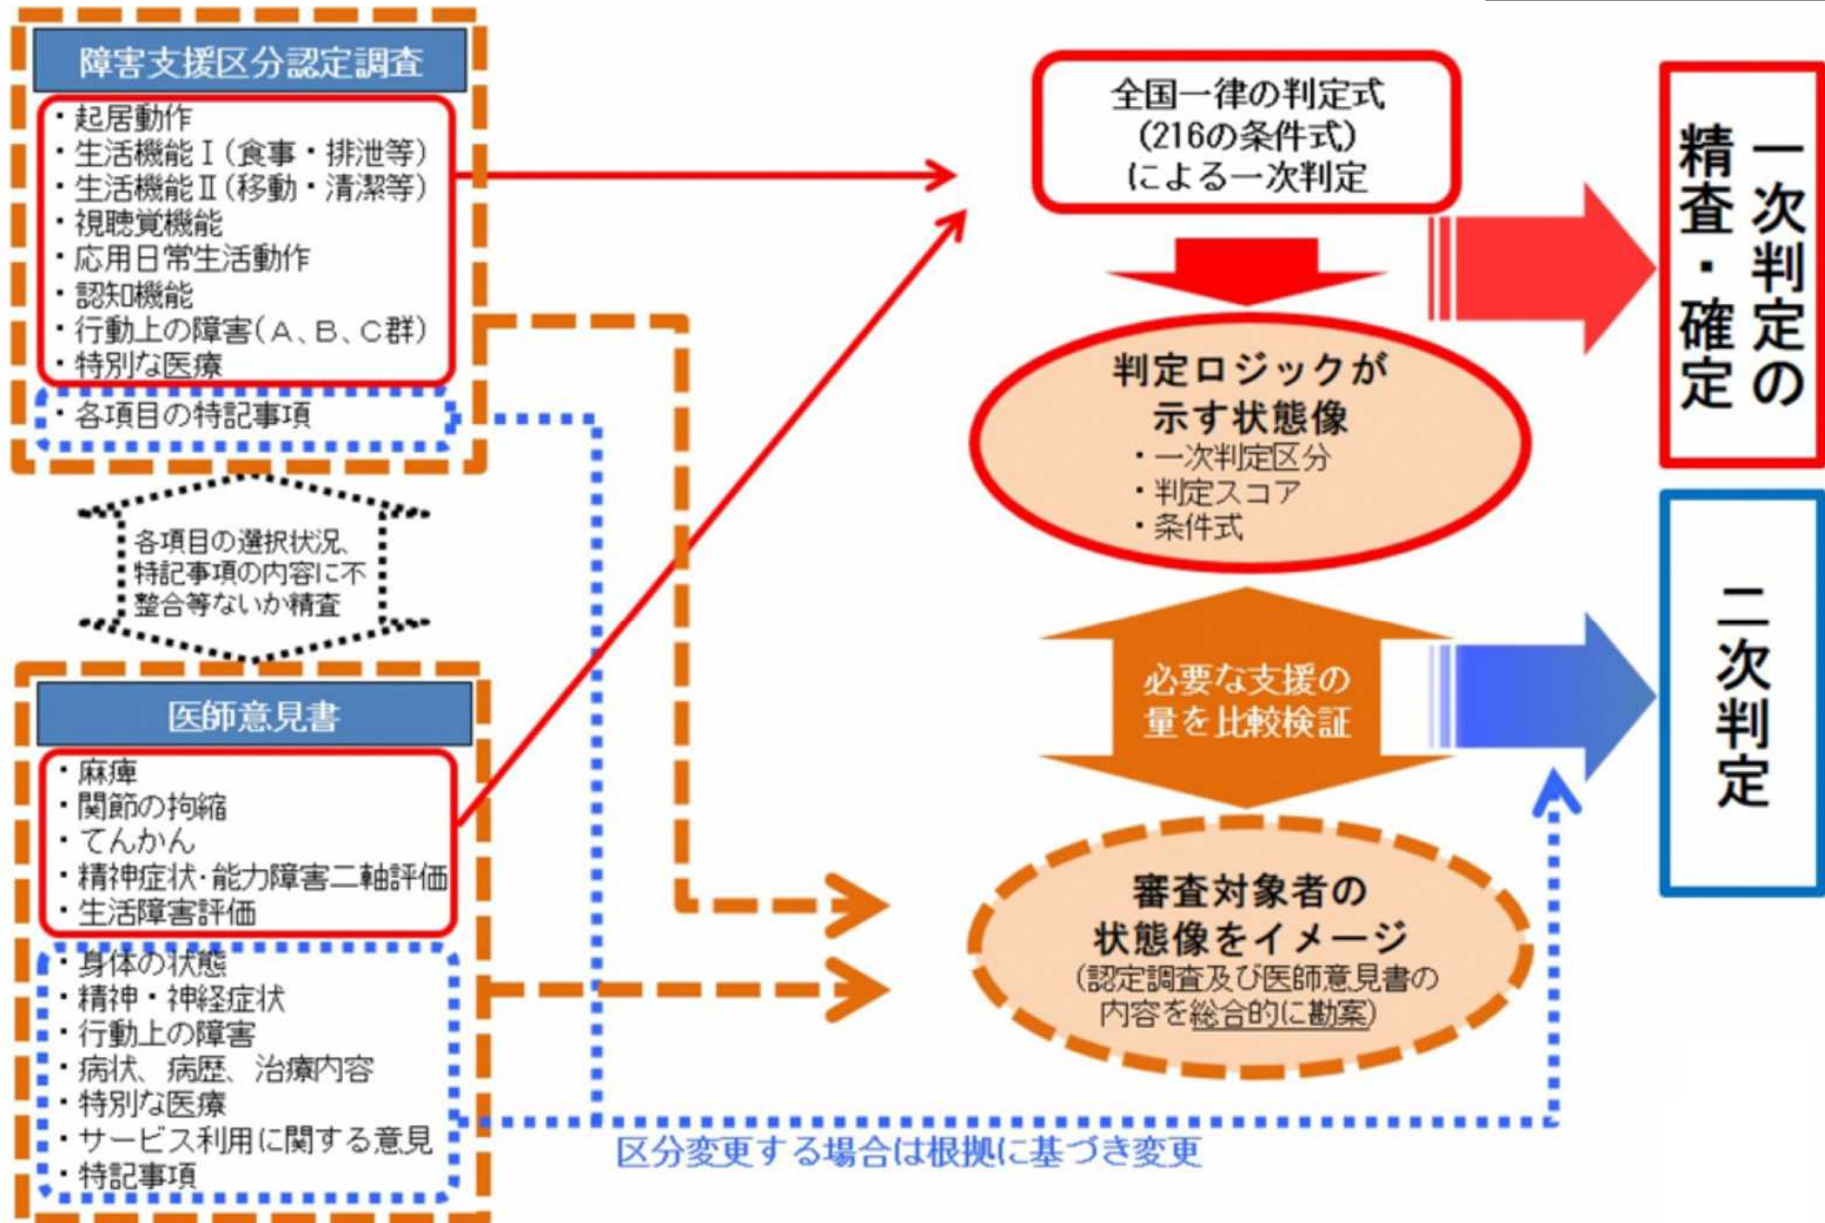 障害支援区分認定調査
・起居動作
・生活機能Ⅰ(食事・排泄等)
・生活機能Ⅱ(移動・清潔等)
・視聴覚機能
・応用日常生活動作
・認知機能
・行動上の障害(A、B、C群)
・特別な医療
・各項目の特記事項
各項目の選択状況、
特記事項の内容に不
整合等ないか精査
医師意見書
・麻痺
・関節の拘縮
・てんかん
・精神症状・能力障害二軸評価
・生活障害評価
・身体の状態
・精神・神経症状
・行動上の障害
・病状、病歴、治療内容
・特別な医療
・サービス利用に関する意見
・特記事項
全国一律の判定式
(216の条件式)
による一次判定
判定ロジックが
示す状態像
・一次判定区分
・判定スコア
・条件式
必要な支援の
量を比較検証
審査対象者の
状態像をイメージ
(認定調査及び医師意見書の
内容を総合的に勘案)
区分変更する場合は根拠に基づき変更
一次判定の
精査・確定
二次判定